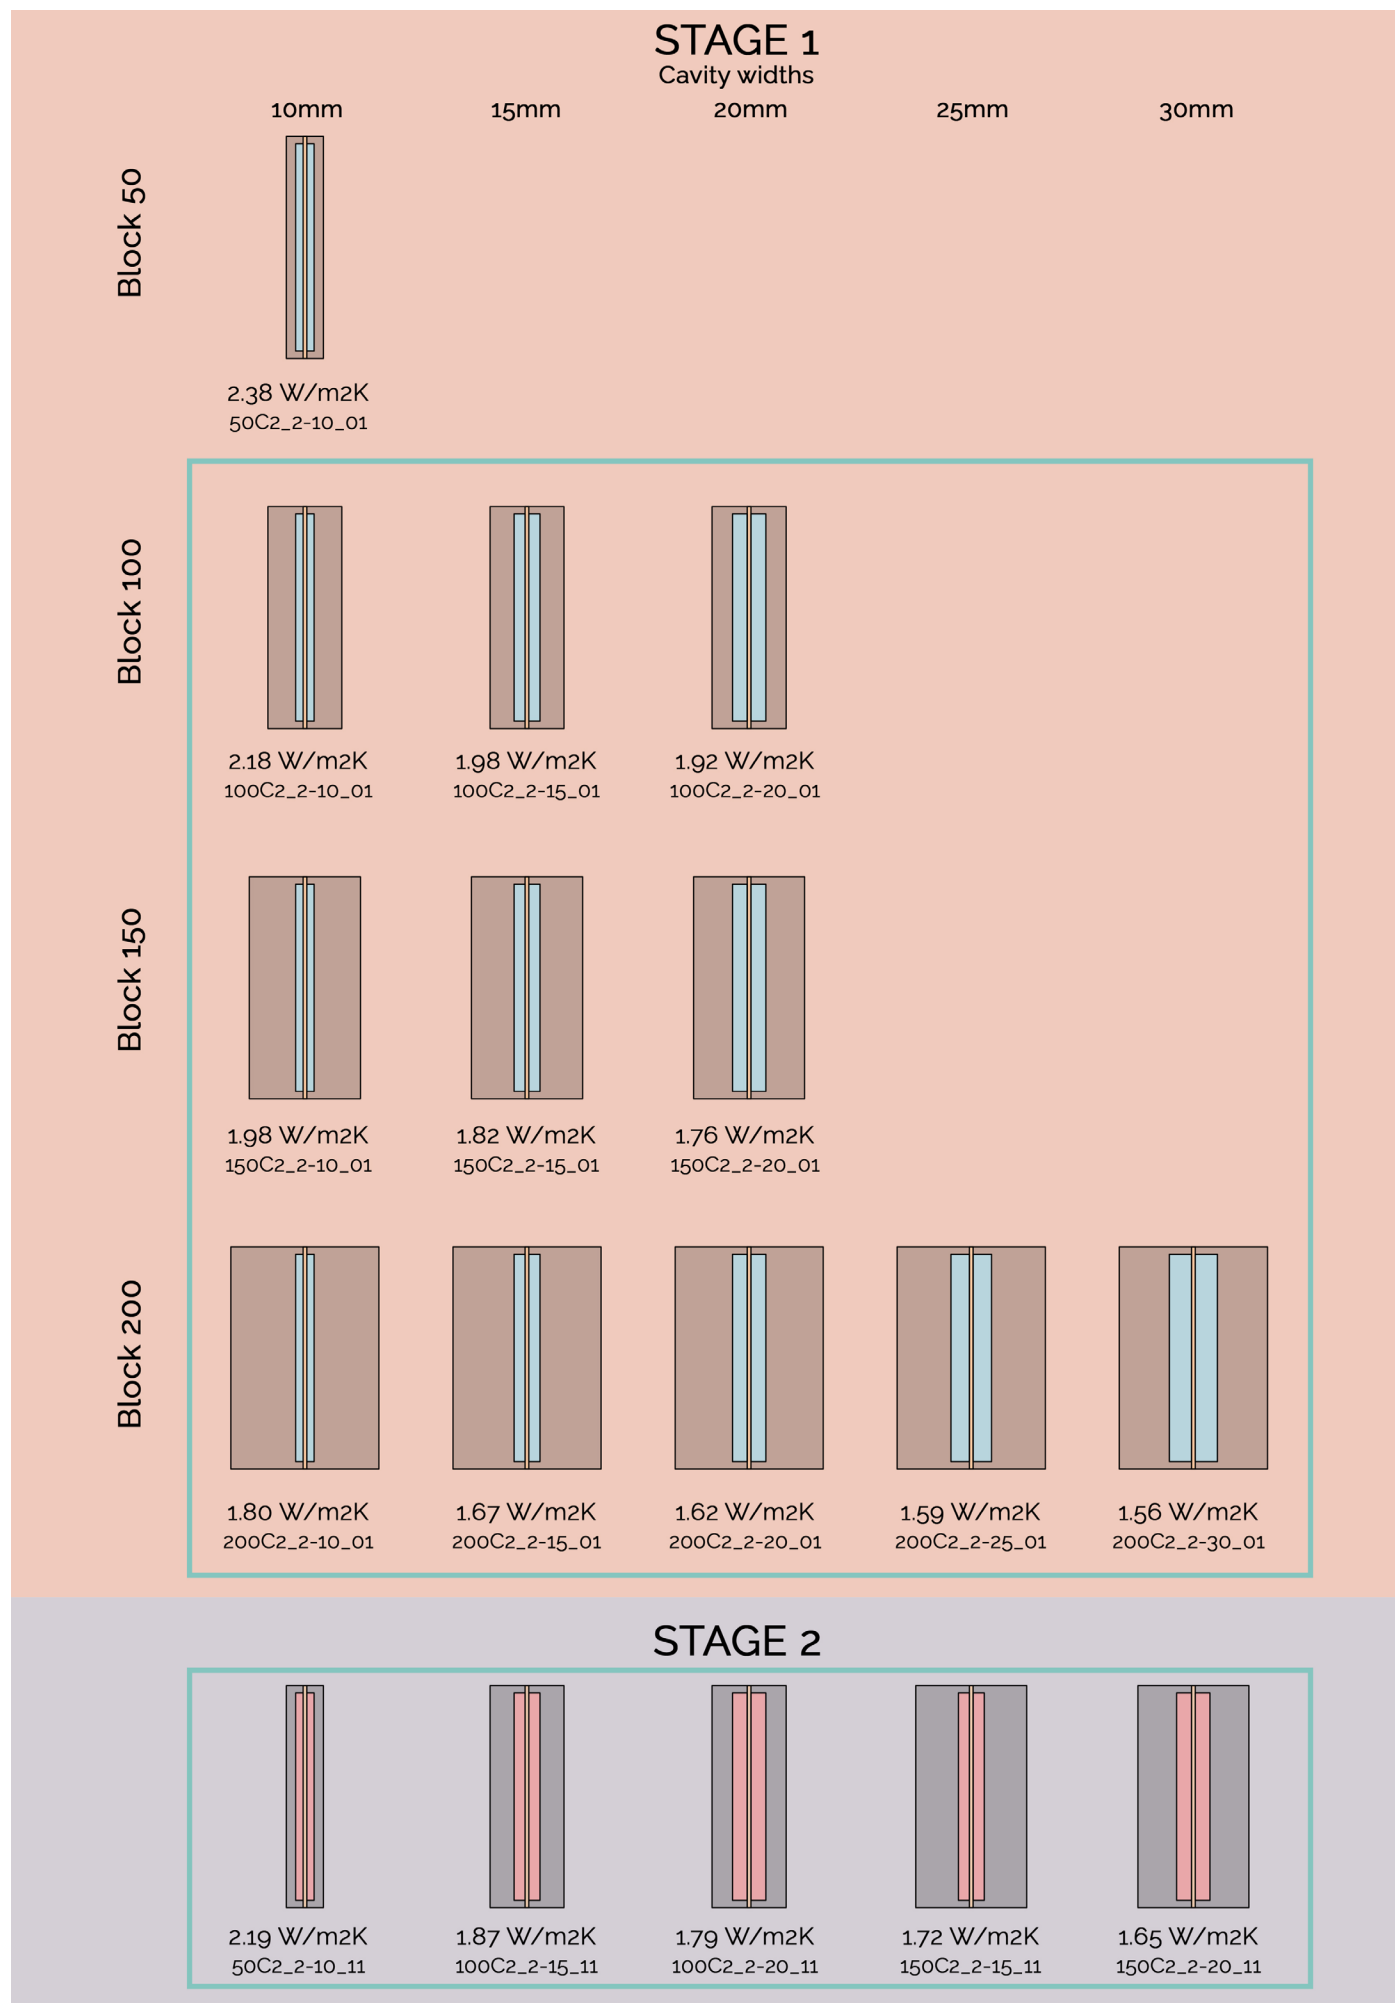 STAGE 1
Cavity widths
10mm 15mm 20mm 25mm 30mm
Block 50
2.38 W/m2K
50C2_2-10_01
Block 100
2.18 W/m2K 1.98 W/m2K 1.92 W/m2K
100C2_2-10_01 100C2_2-15_01 100C2_2-20_01
Block 150
1.98 W/m2K 1.82 W/m2K 1.76 W/m2K
150C2_2-10_01 150C2_2-15_01 150C2_2-20_01
Block 200
1.80 W/m2K 1.67 W/m2K 1.62 W/m2K 1.59 W/m2K 1.56 W/m2K
200C2_2-10_01 200C2_2-15_01 200C2_2-20_01 200C2_2-25_01 200C2_2-30_01
STAGE 2
2.19 W/m2K 1.87 W/m2K 1.79 W/m2K 1.72 W/m2K 1.65 W/m2K
50C2_2-10_11 100C2_2-15_11 100C2_2-20_11 150C2_2-15_11 150C2_2-20_11